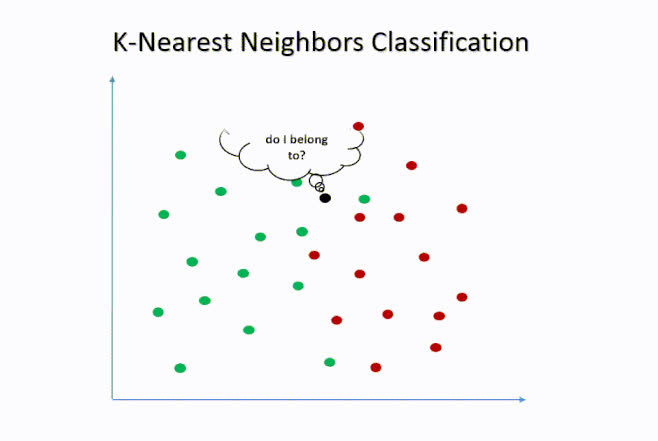 K-Nearest Neighbors Classification
do I belong
to?